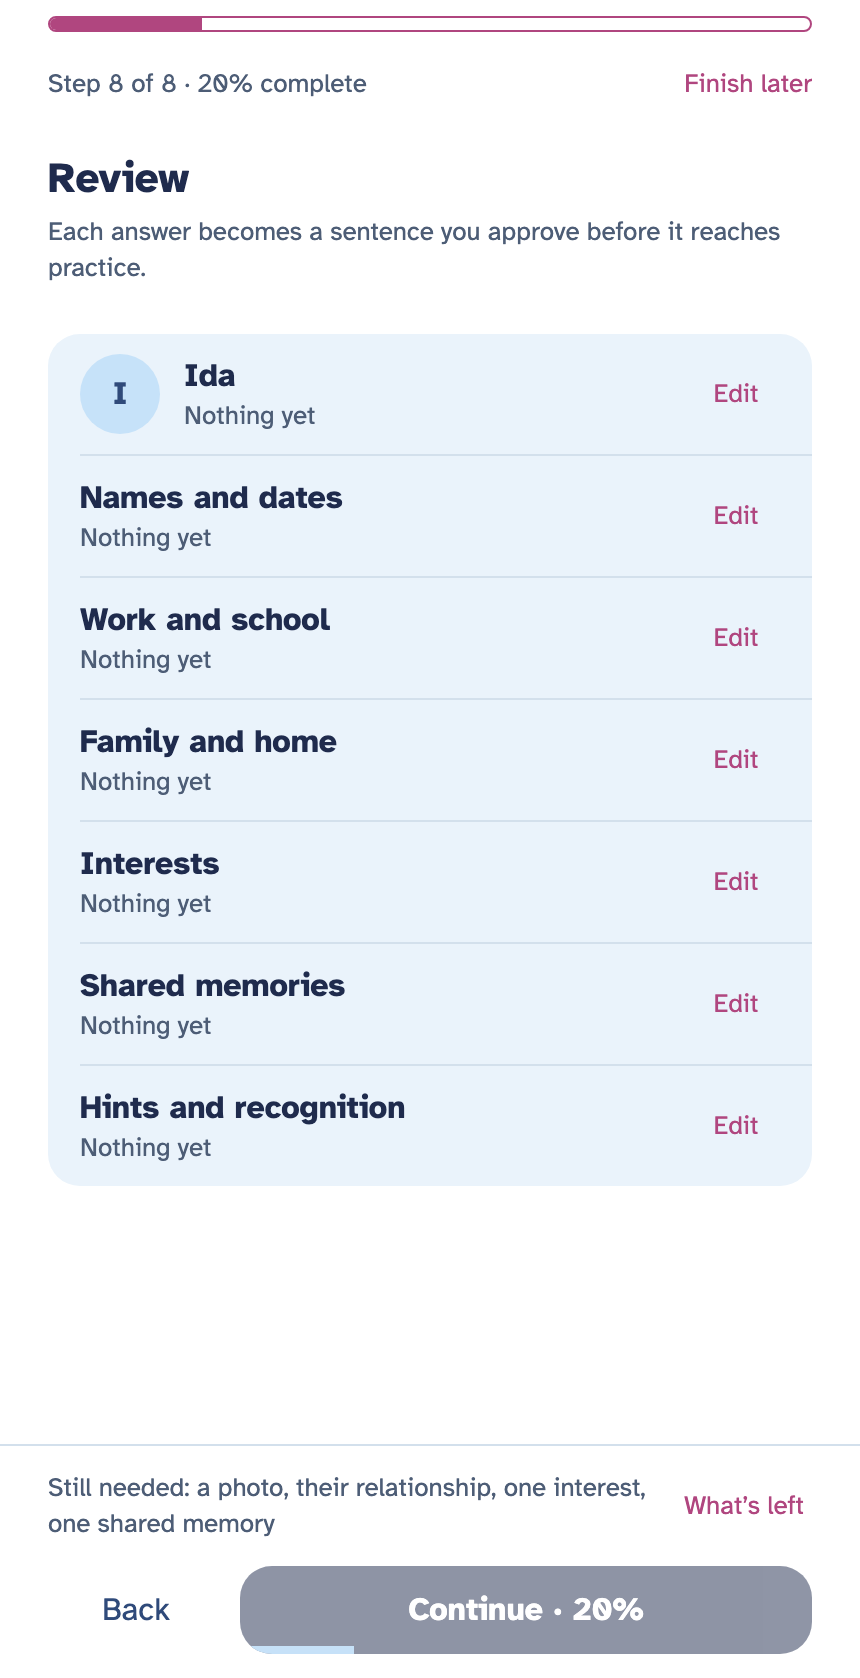 Step 8 of 8 · 20% complete
Finish later
Review
Each answer becomes a sentence you approve before it reaches
practice.
I
Ida
Nothing yet
Edit
Names and dates
Nothing yet
Edit
Work and school
Nothing yet
Edit
Family and home
Nothing yet
Edit
Interests
Nothing yet
Edit
Shared memories
Nothing yet
Edit
Hints and recognition
Nothing yet
Edit
Still needed: a photo, their relationship, one interest,
one shared memory
What’s left
Back
Continue · 20%